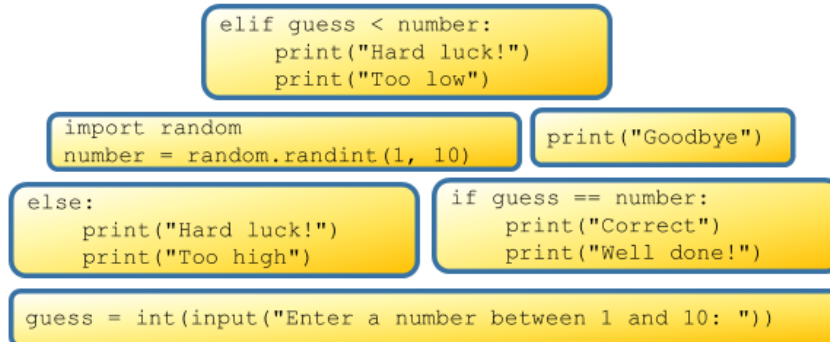 elif guess < number:
    print("Hard luck!")
    print("Too low")
import random
number = random.randint(1, 10)
print("Goodbye")
else:
    print("Hard luck!")
    print("Too high")
if guess == number:
    print("Correct")
    print("Well done!")
guess = int(input("Enter a number between 1 and 10: "))